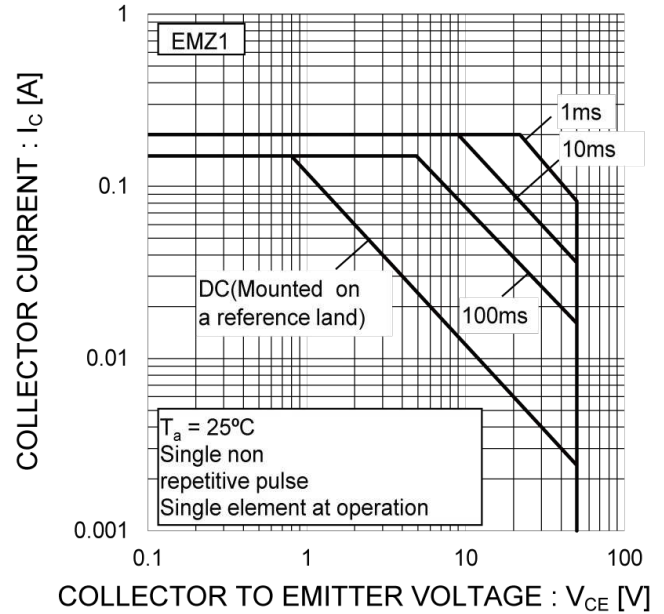 1
EMZ1
1ms
10ms
0.1
DC(Mounted on
a reference land)
100ms
0.01
Ta = 25ºC
Single non
repetitive pulse
Single element at operation
0.001
0.1 1 10 100
COLLECTOR CURRENT : IC [A]
COLLECTOR TO EMITTER VOLTAGE : VCE [V]